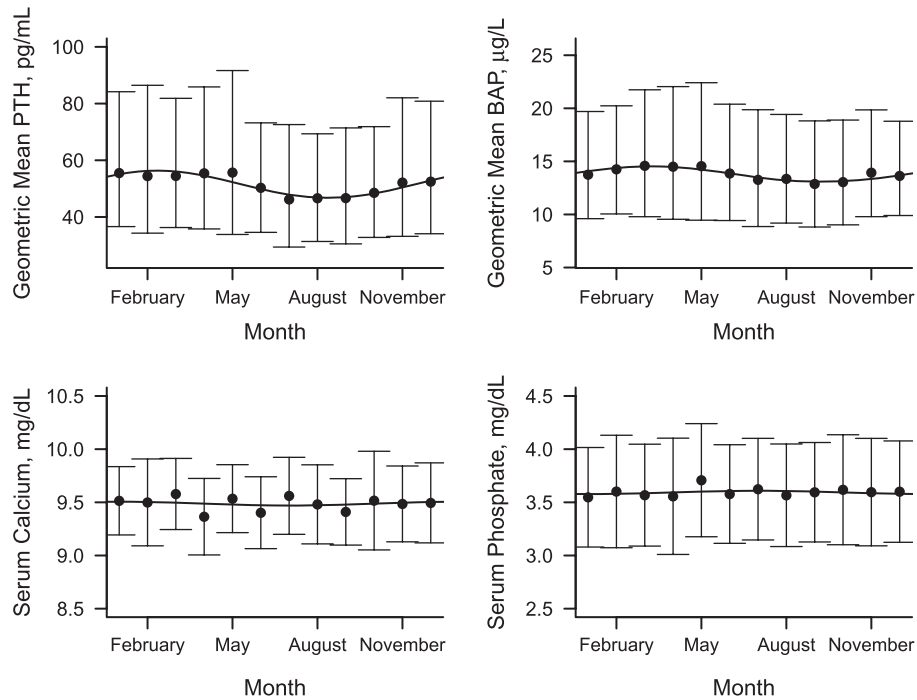 Geometric Mean PTH, pg/mL
100
80
60
40
February May August November
Month
Geometric Mean BAP, μg/L
25
20
15
10
5
February May August November
Month
Serum Calcium, mg/dL
10.5
10.0
9.5
9.0
8.5
February May August November
Month
Serum Phosphate, mg/dL
4.5
4.0
3.5
3.0
2.5
February May August November
Month